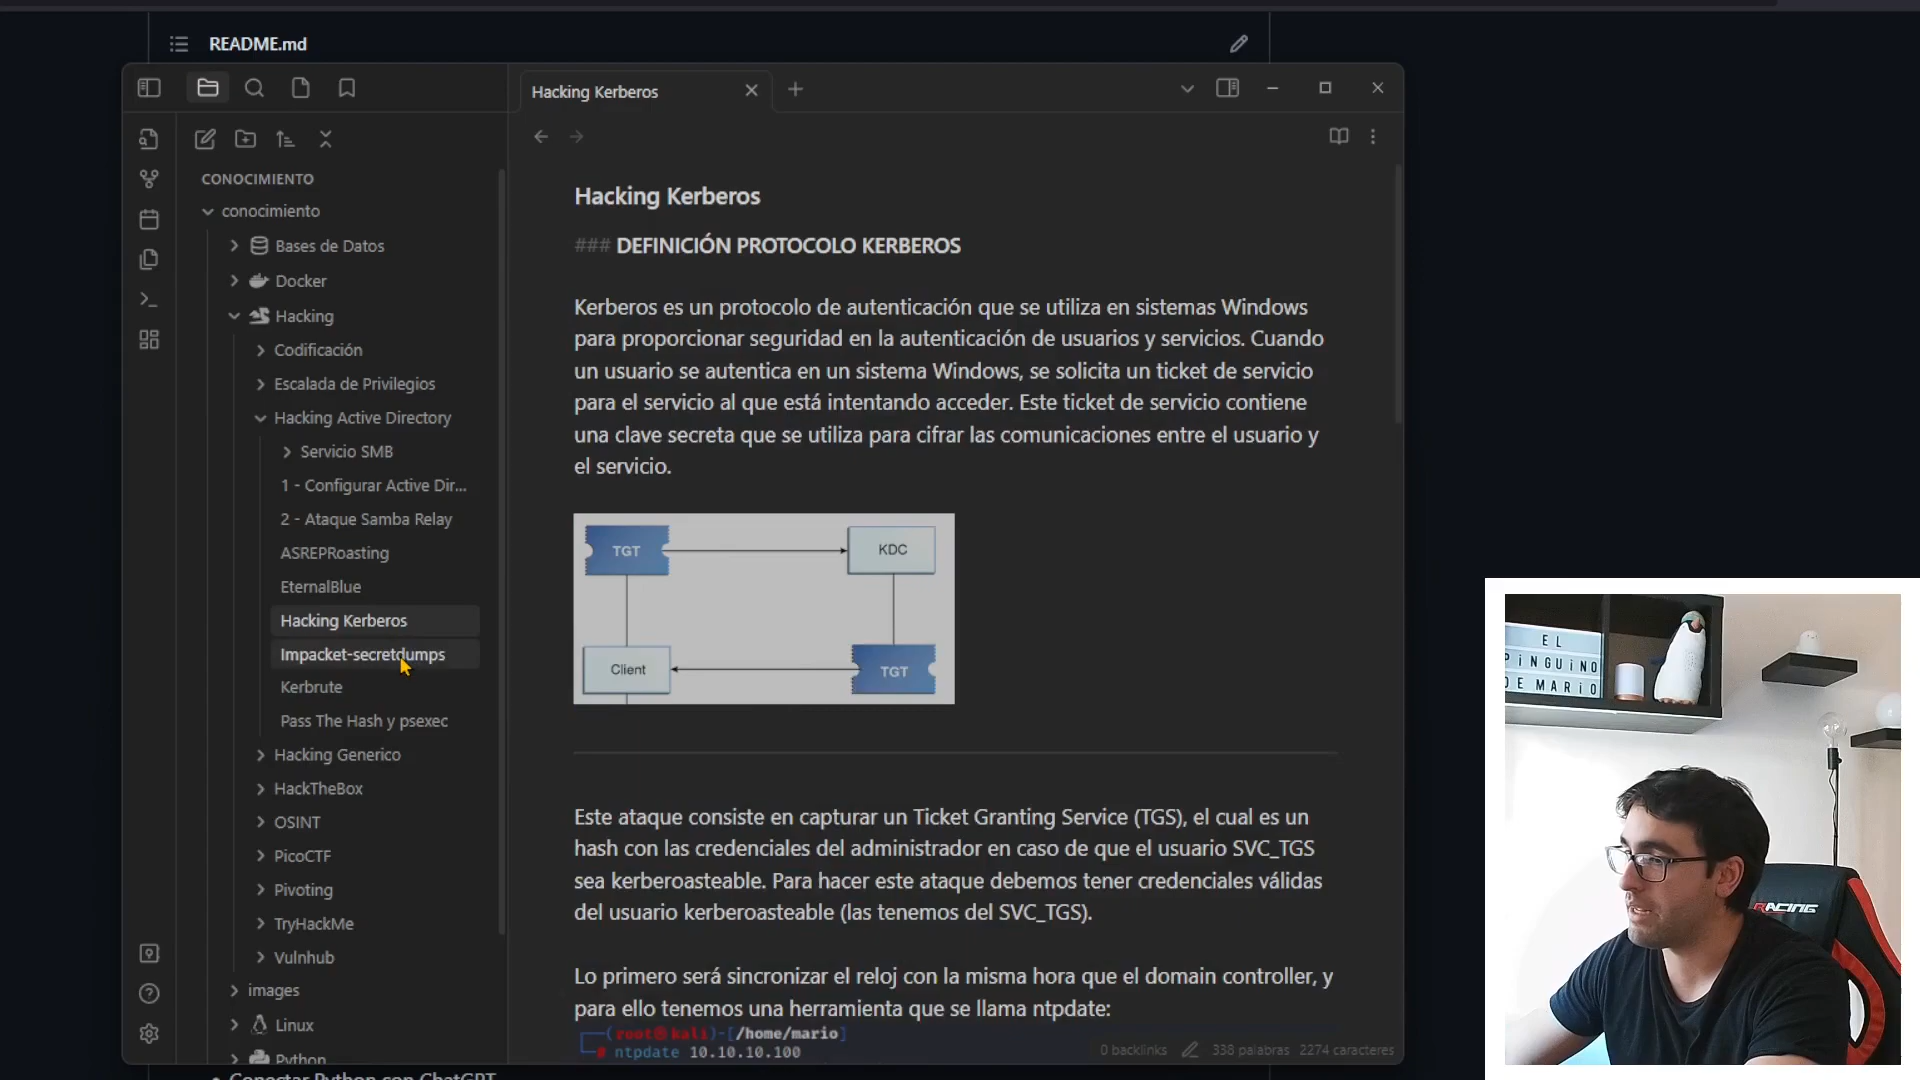 README.md
Hacking Kerberos
CONOCIMIENTO
conocimiento
Bases de Datos
Docker
Hacking
Codificación
Escalada de Privilegios
Hacking Active Directory
Servicio SMB
1 - Configurar Active Dir...
2 - Ataque Samba Relay
ASREPRoasting
EternalBlue
Hacking Kerberos
Impacket-secretdumps
Kerbrute
Pass The Hash y psexec
Hacking Generico
HackTheBox
OSINT
PicoCTF
Pivoting
TryHackMe
Vulnhub
images
Linux
Python
Hacking Kerberos
### DEFINICIÓN PROTOCOLO KERBEROS
Kerberos es un protocolo de autenticación que se utiliza en sistemas Windows
para proporcionar seguridad en la autenticación de usuarios y servicios. Cuando
un usuario se autentica en un sistema Windows, se solicita un ticket de servicio
para el servicio al que está intentando acceder. Este ticket de servicio contiene
una clave secreta que se utiliza para cifrar las comunicaciones entre el usuario y
el servicio.
TGT
KDC
Client
TGT
Este ataque consiste en capturar un Ticket Granting Service (TGS), el cual es un
hash con las credenciales del administrador en caso de que el usuario SVC_TGS
sea kerberoasteable. Para hacer este ataque debemos tener credenciales válidas
del usuario kerberoasteable (las tenemos del SVC_TGS).
Lo primero será sincronizar el reloj con la misma hora que el domain controller, y
para ello tenemos una herramienta que se llama ntpdate:
(root㉿kali)-[/home/mario]
# ntpdate 10.10.10.100
0 backlinks
338 palabras
2274 caracteres
Conectar Python con ChatGPT
EL
PiNGUiNO
DE MARiO
RACING